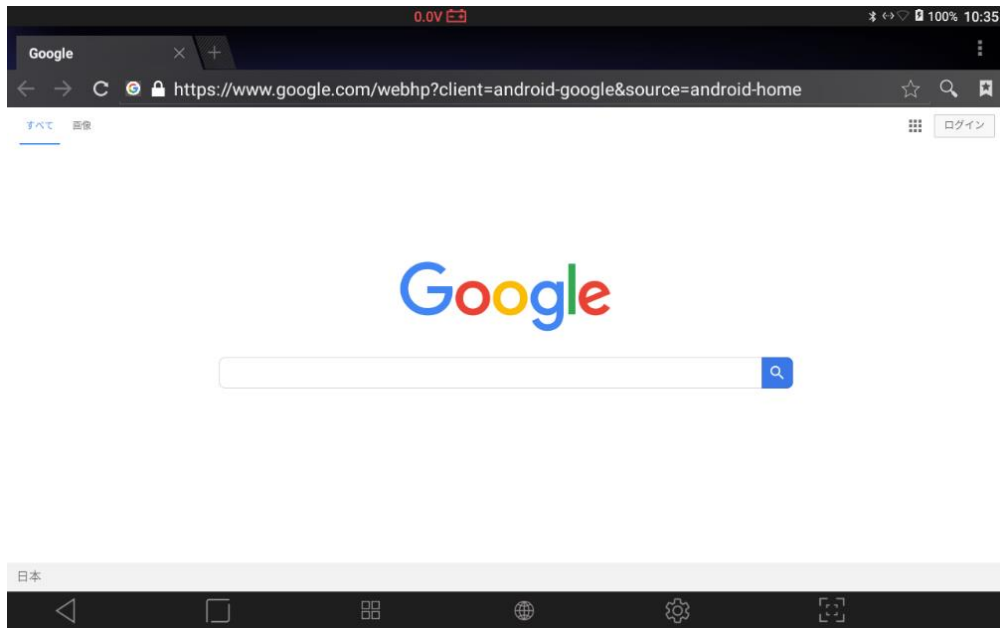 0.0V
100% 10:35
Google
https://www.google.com/webhp?client=android-google&source=android-home
すべて 画像
ログイン
Google
日本